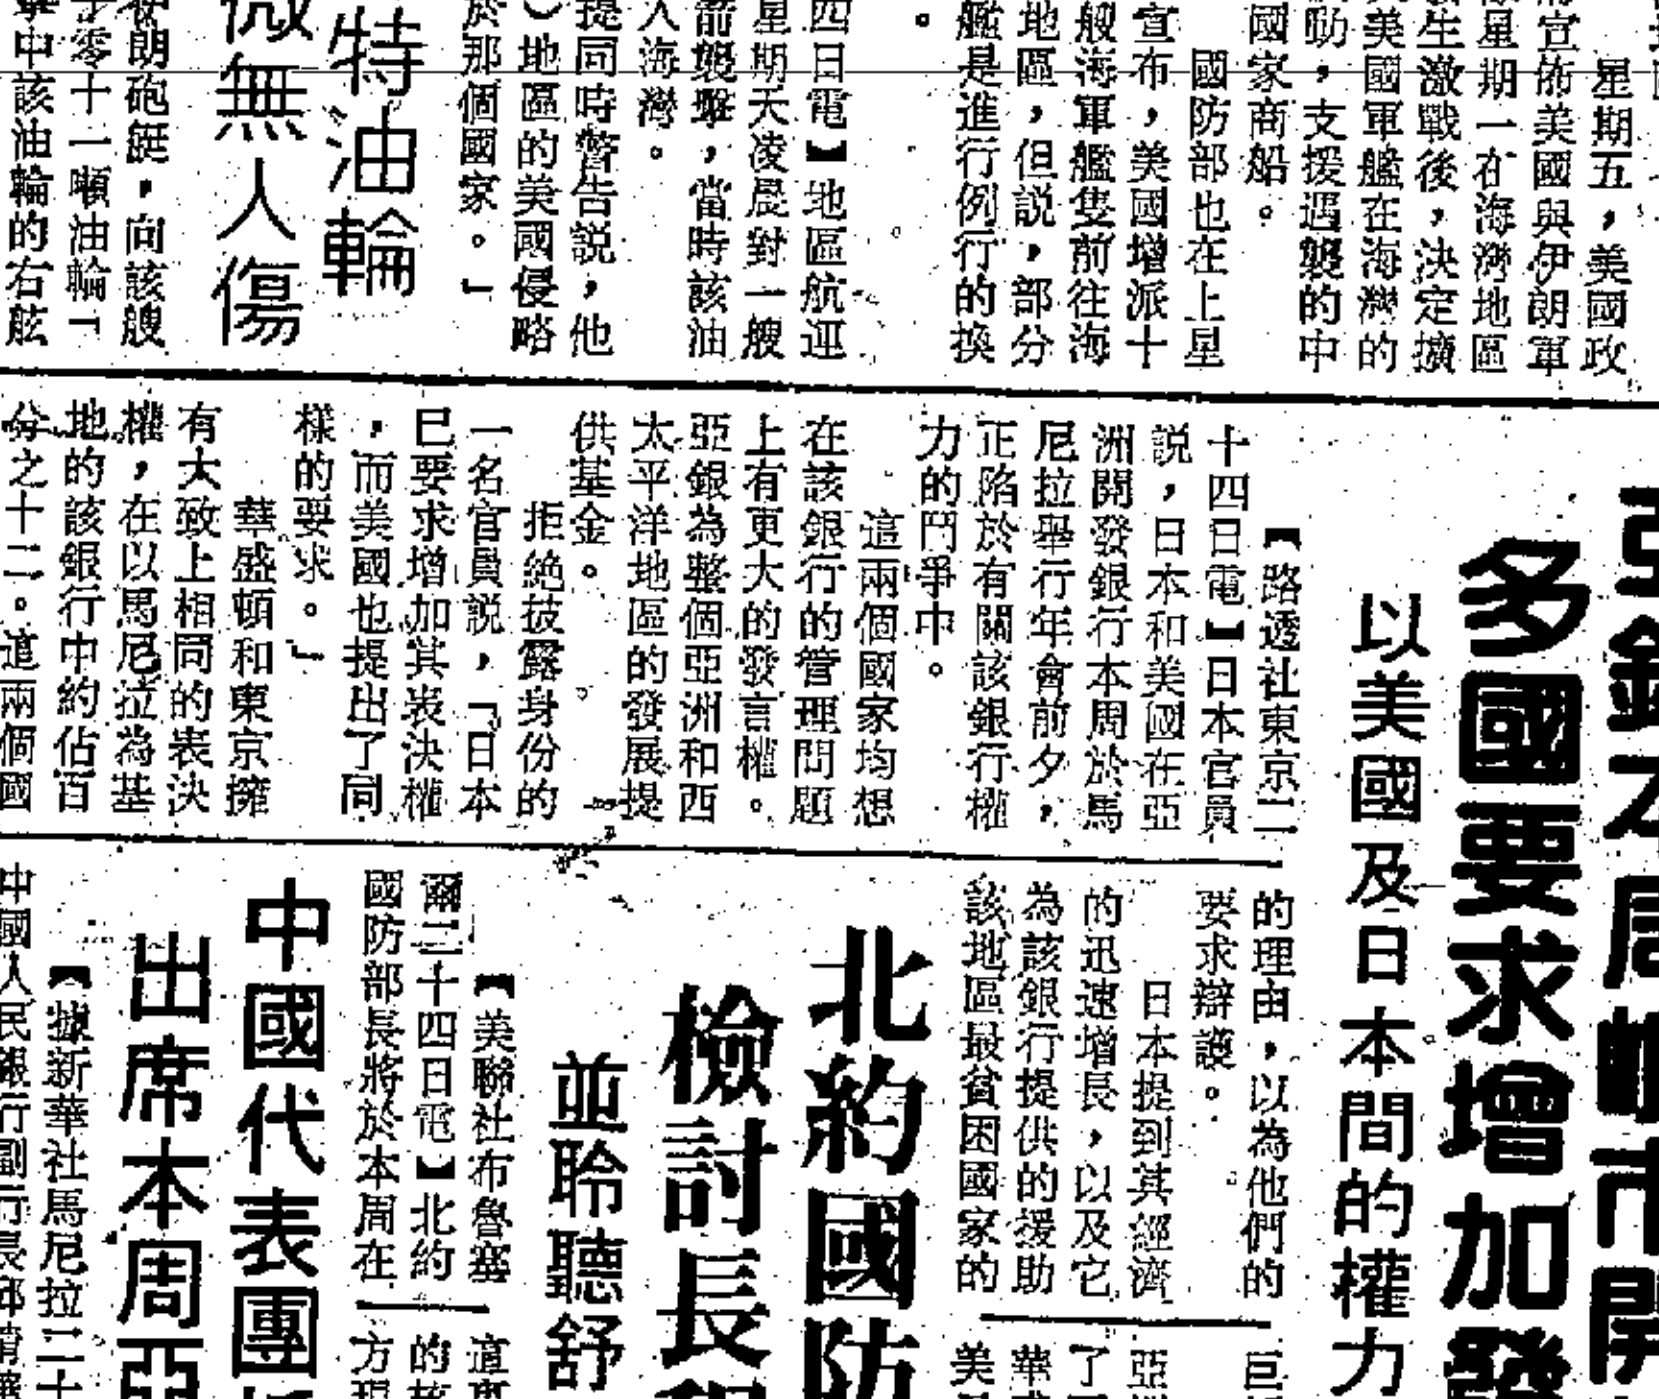 星期五，美國政
宣佈美國與伊朗軍
星期一在海灣地區
生激戰後，決定擴
美國軍艦在海灣的
動，支援遇襲的中
國家商船。
國防部也在上星
宣布，美國增派十
艘海軍艦隻前往海
地區，但説，部分
艦是進行例行的換
。
四日電】地區航運
星期天凌晨對一艘
箭襲擊，當時該油
人海灣。
提同時警告説，他
）地區的美國侵略
於那個國家。」
特油輪
微無人傷
朗砲艇，向該艘
零十一噸油輪「
中該油輪的右舷
亞銀本周
多國要求增加發
以美國及日本間的權力
【路透社東京二
十四日電】日本官員
説，日本和美國在亞
洲開發銀行本周於馬
尼拉舉行年會前夕，
正陷於有關該銀行權
力的鬥爭中。
這兩個國家均想
在該銀行的管理問題
上有更大的發言權。
亞銀為整個亞洲和西
太平洋地區的發展提
供基金。
拒絶披露身份的
一名官員説，「日本
巳要求增加其表決權
，而美國也提出了同
樣的要求。」
華盛頓和東京擁
有大致上相同的表決
權，在以馬尼拉為基
地的該銀行中約佔百
分之十二。這兩個國
的理由，以為他們的
要求辯護。
日本提到其經濟
的迅速增長，以及它
為該銀行提供的援助
該地區最貧困國家的
北約國防
檢討長程
並聆聽舒
【美聯社布魯塞
爾二十四日電】北約
國防部長將於本周在
中國代表團
出席本周亞
【據新華社馬尼拉二十
中國人民銀行副行長邱晴